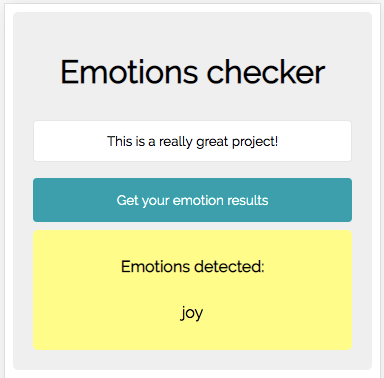 Emotions checker
This is a really great project!
Get your emotion results
Emotions detected:
joy